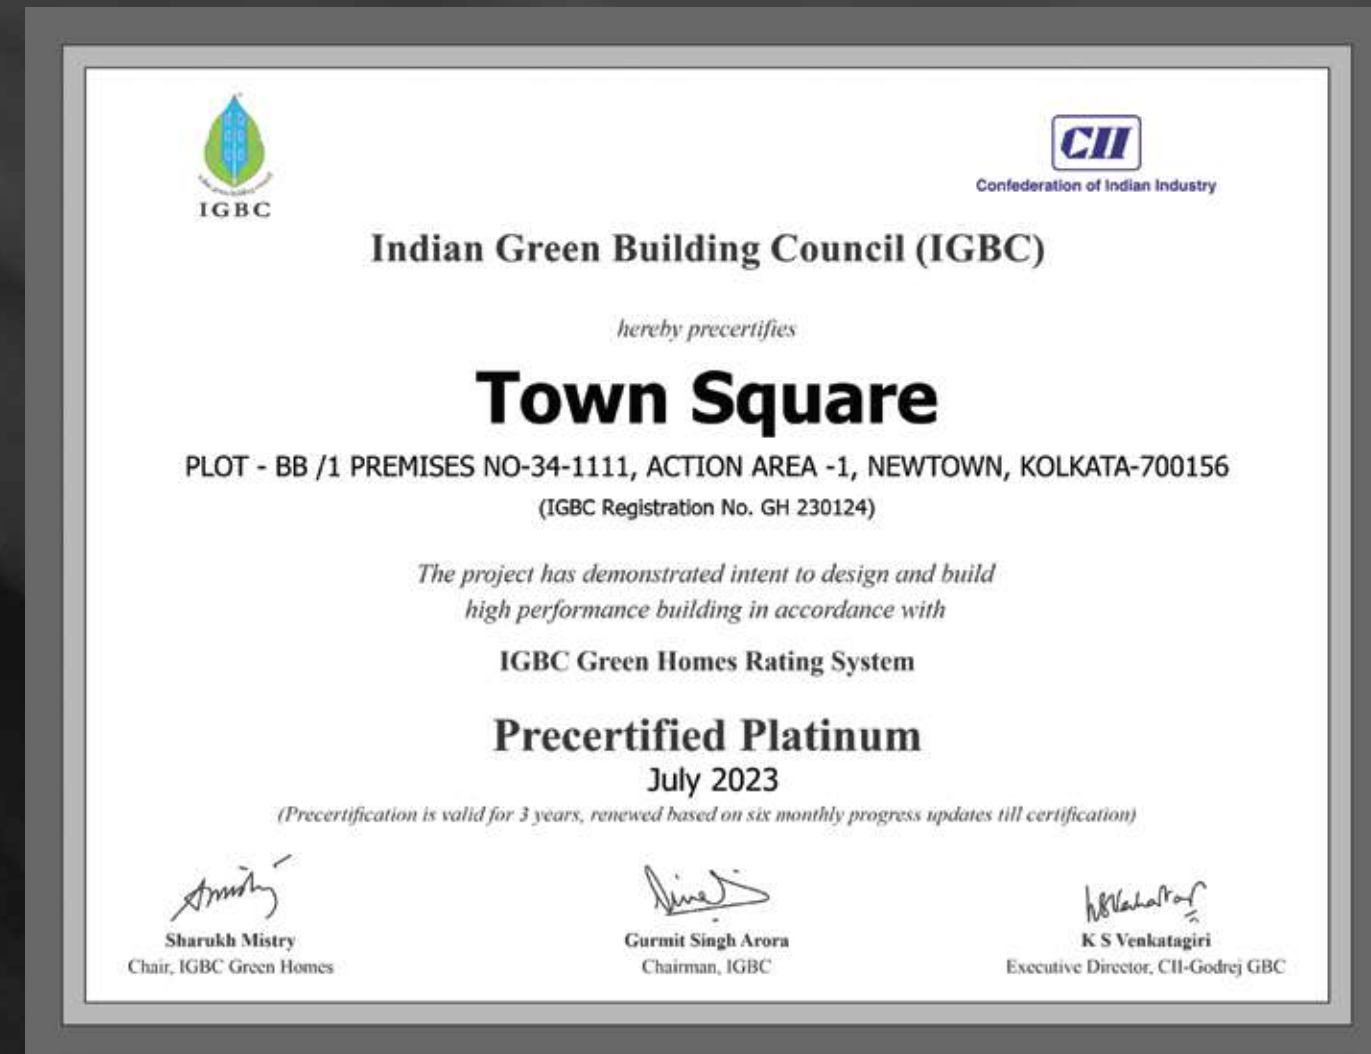 IGBC
CII
Confederation of Indian Industry
Indian Green Building Council (IGBC)
hereby precertifies
Town Square
PLOT - BB /1 PREMISES NO-34-1111, ACTION AREA -1, NEWTOWN, KOLKATA-700156
(IGBC Registration No. GH 230124)
The project has demonstrated intent to design and build
high performance building in accordance with
IGBC Green Homes Rating System
Precertified Platinum
July 2023
(Precertification is valid for 3 years, renewed based on six monthly progress updates till certification)
Sharukh Mistry
Chair, IGBC Green Homes
Gurmit Singh Arora
Chairman, IGBC
K S Venkatagiri
Executive Director, CII-Godrej GBC